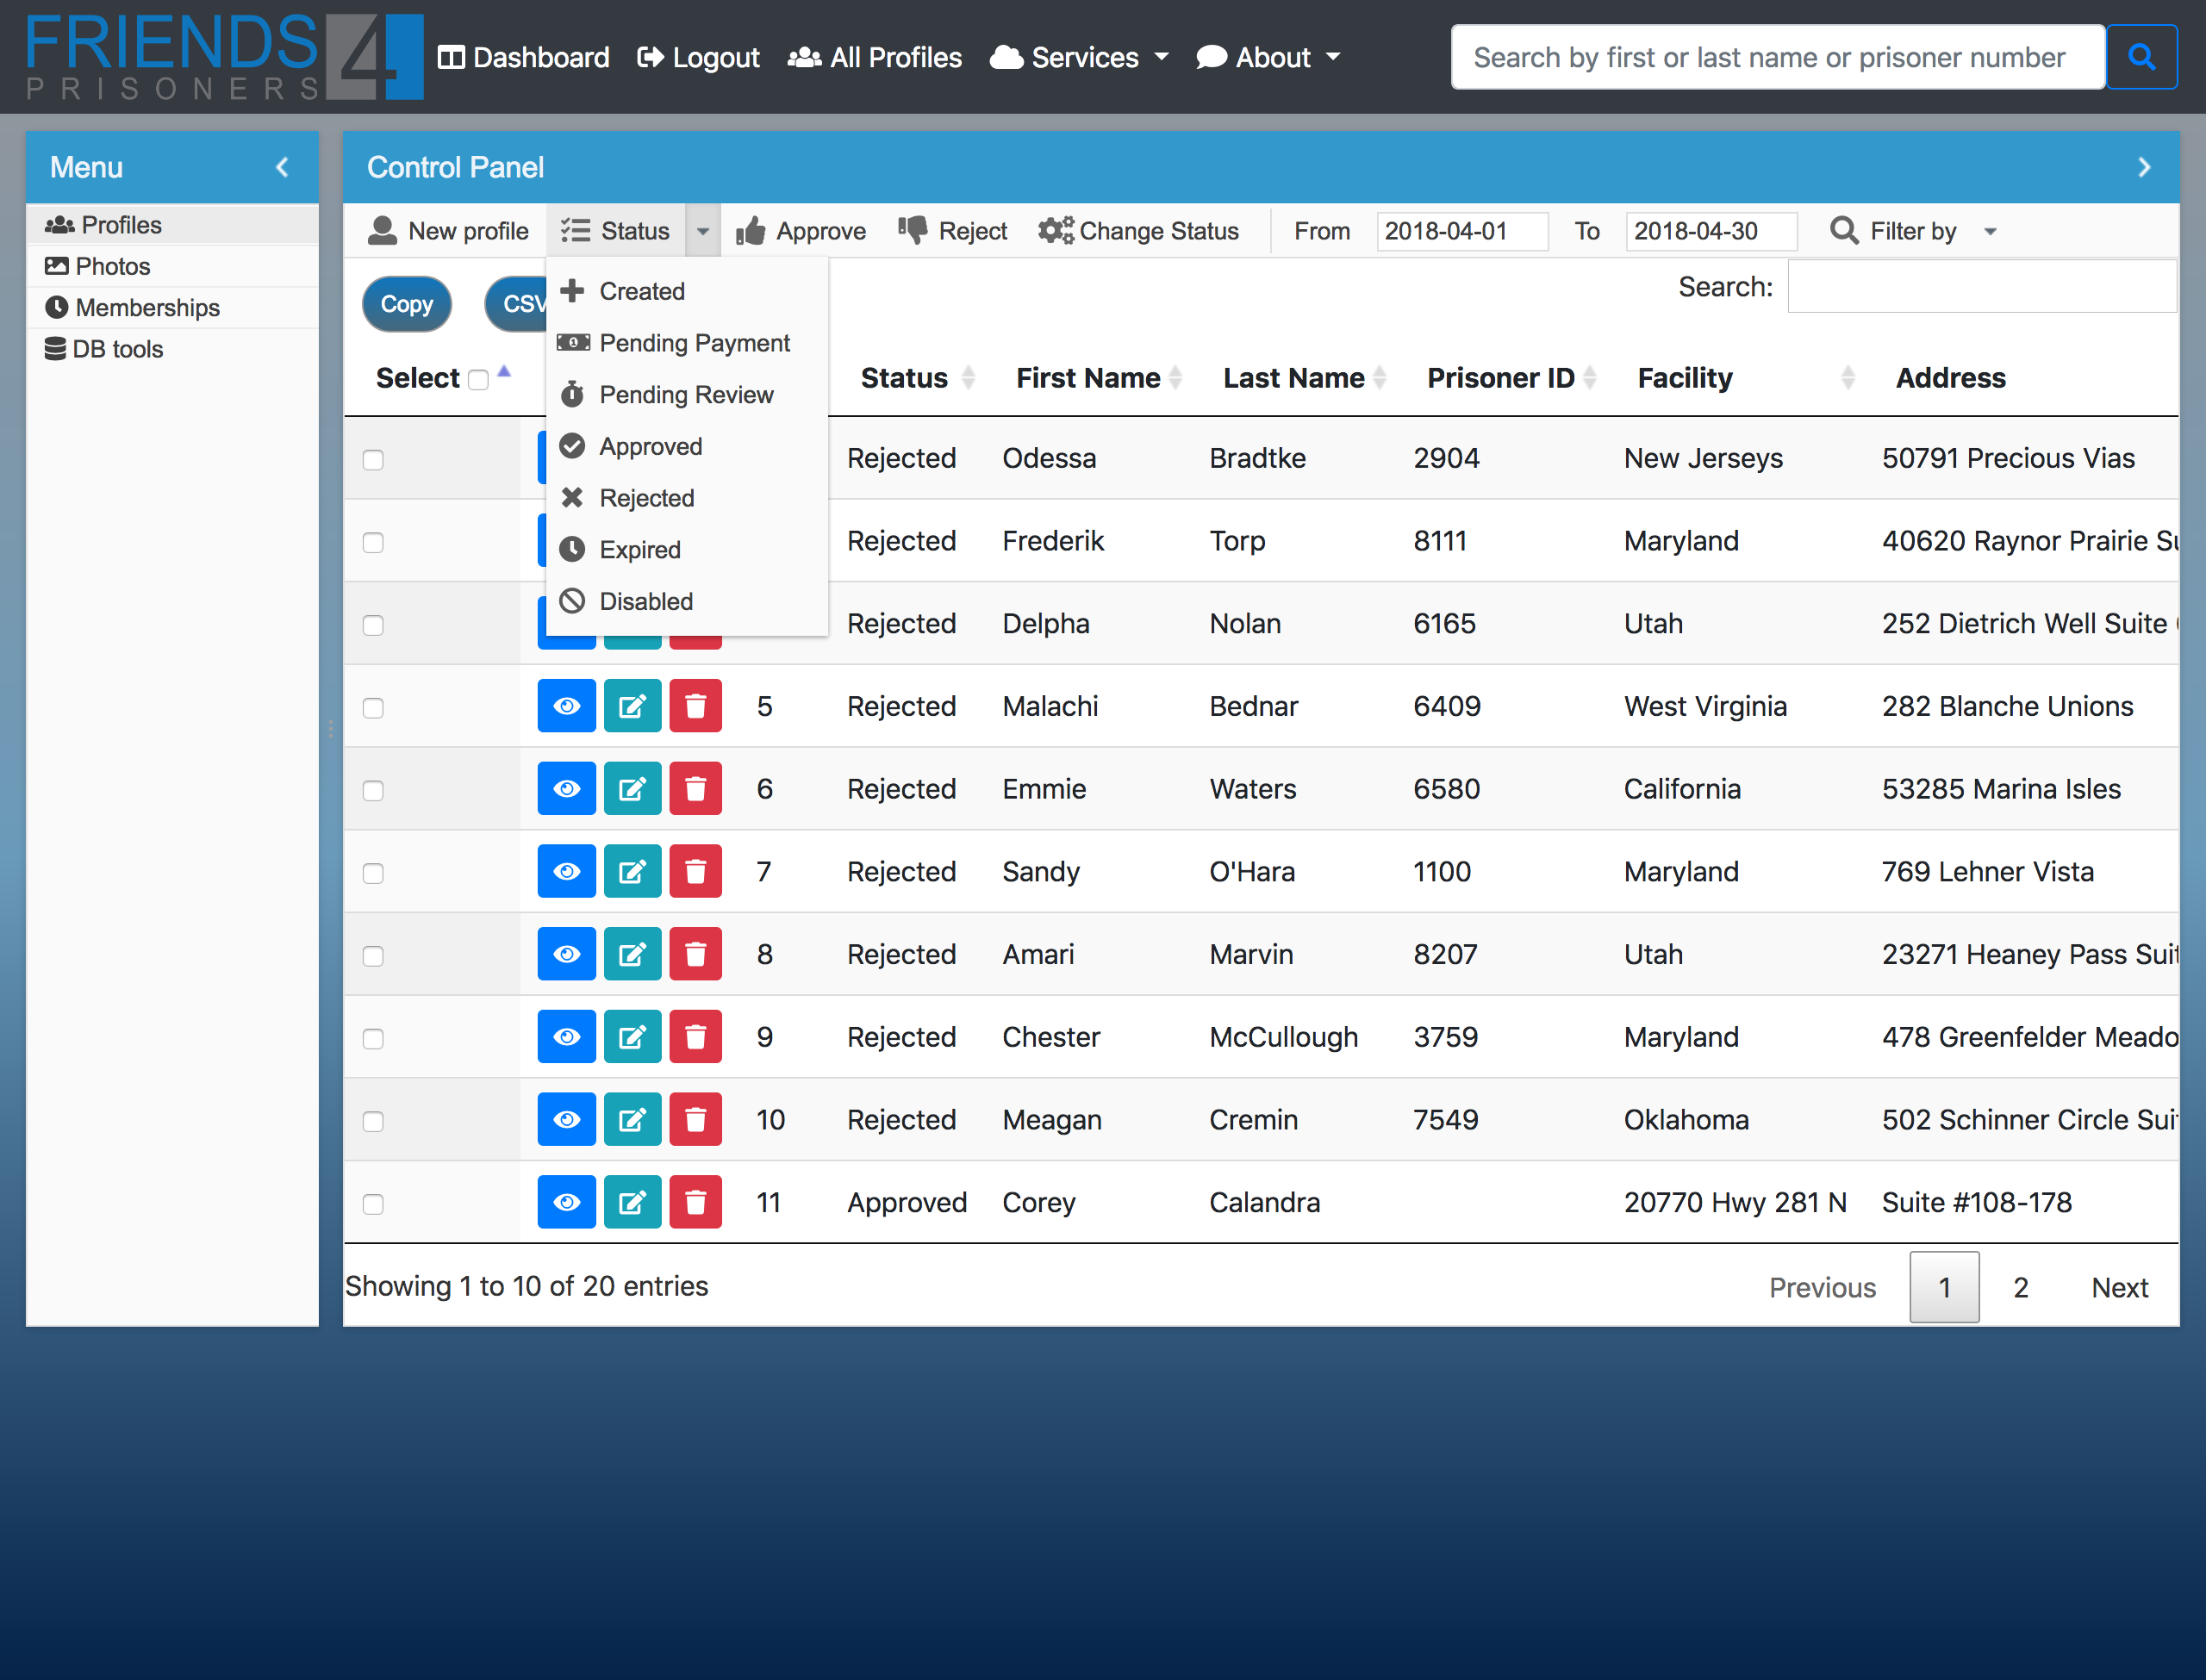 FRIENDS 4
PRISONERS
Dashboard Logout All Profiles Services About Search by first or last name or prisoner number
Menu
Profiles
Photos
Memberships
DB tools
Control Panel
New profile Status Approve Reject Change Status From 2018-04-01 To 2018-04-30 Filter by
Created
Pending Payment
Pending Review
Approved
Rejected
Expired
Disabled
Copy CSV Search:
Select Status First Name Last Name Prisoner ID Facility Address
Rejected Odessa Bradtke 2904 New Jerseys 50791 Precious Vias
Rejected Frederik Torp 8111 Maryland 40620 Raynor Prairie
Rejected Delpha Nolan 6165 Utah 252 Dietrich Well Suite
5 Rejected Malachi Bednar 6409 West Virginia 282 Blanche Unions
6 Rejected Emmie Waters 6580 California 53285 Marina Isles
7 Rejected Sandy O'Hara 1100 Maryland 769 Lehner Vista
8 Rejected Amari Marvin 8207 Utah 23271 Heaney Pass Suit
9 Rejected Chester McCullough 3759 Maryland 478 Greenfelder Meado
10 Rejected Meagan Cremin 7549 Oklahoma 502 Schinner Circle Sui
11 Approved Corey Calandra 20770 Hwy 281 N Suite #108-178
Showing 1 to 10 of 20 entries Previous 1 2 Next